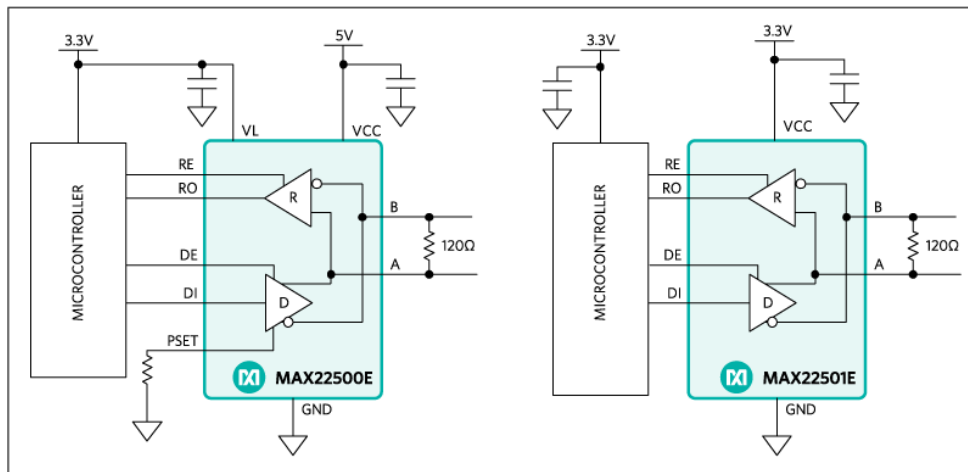 3.3V
5V
VL
VCC
RE
RO
B
120Ω
DE
A
DI
PSET
MICROCONTROLLER
R
D
MAX22500E
GND
3.3V
3.3V
VCC
RE
RO
B
120Ω
DE
A
DI
MICROCONTROLLER
R
D
MAX22501E
GND